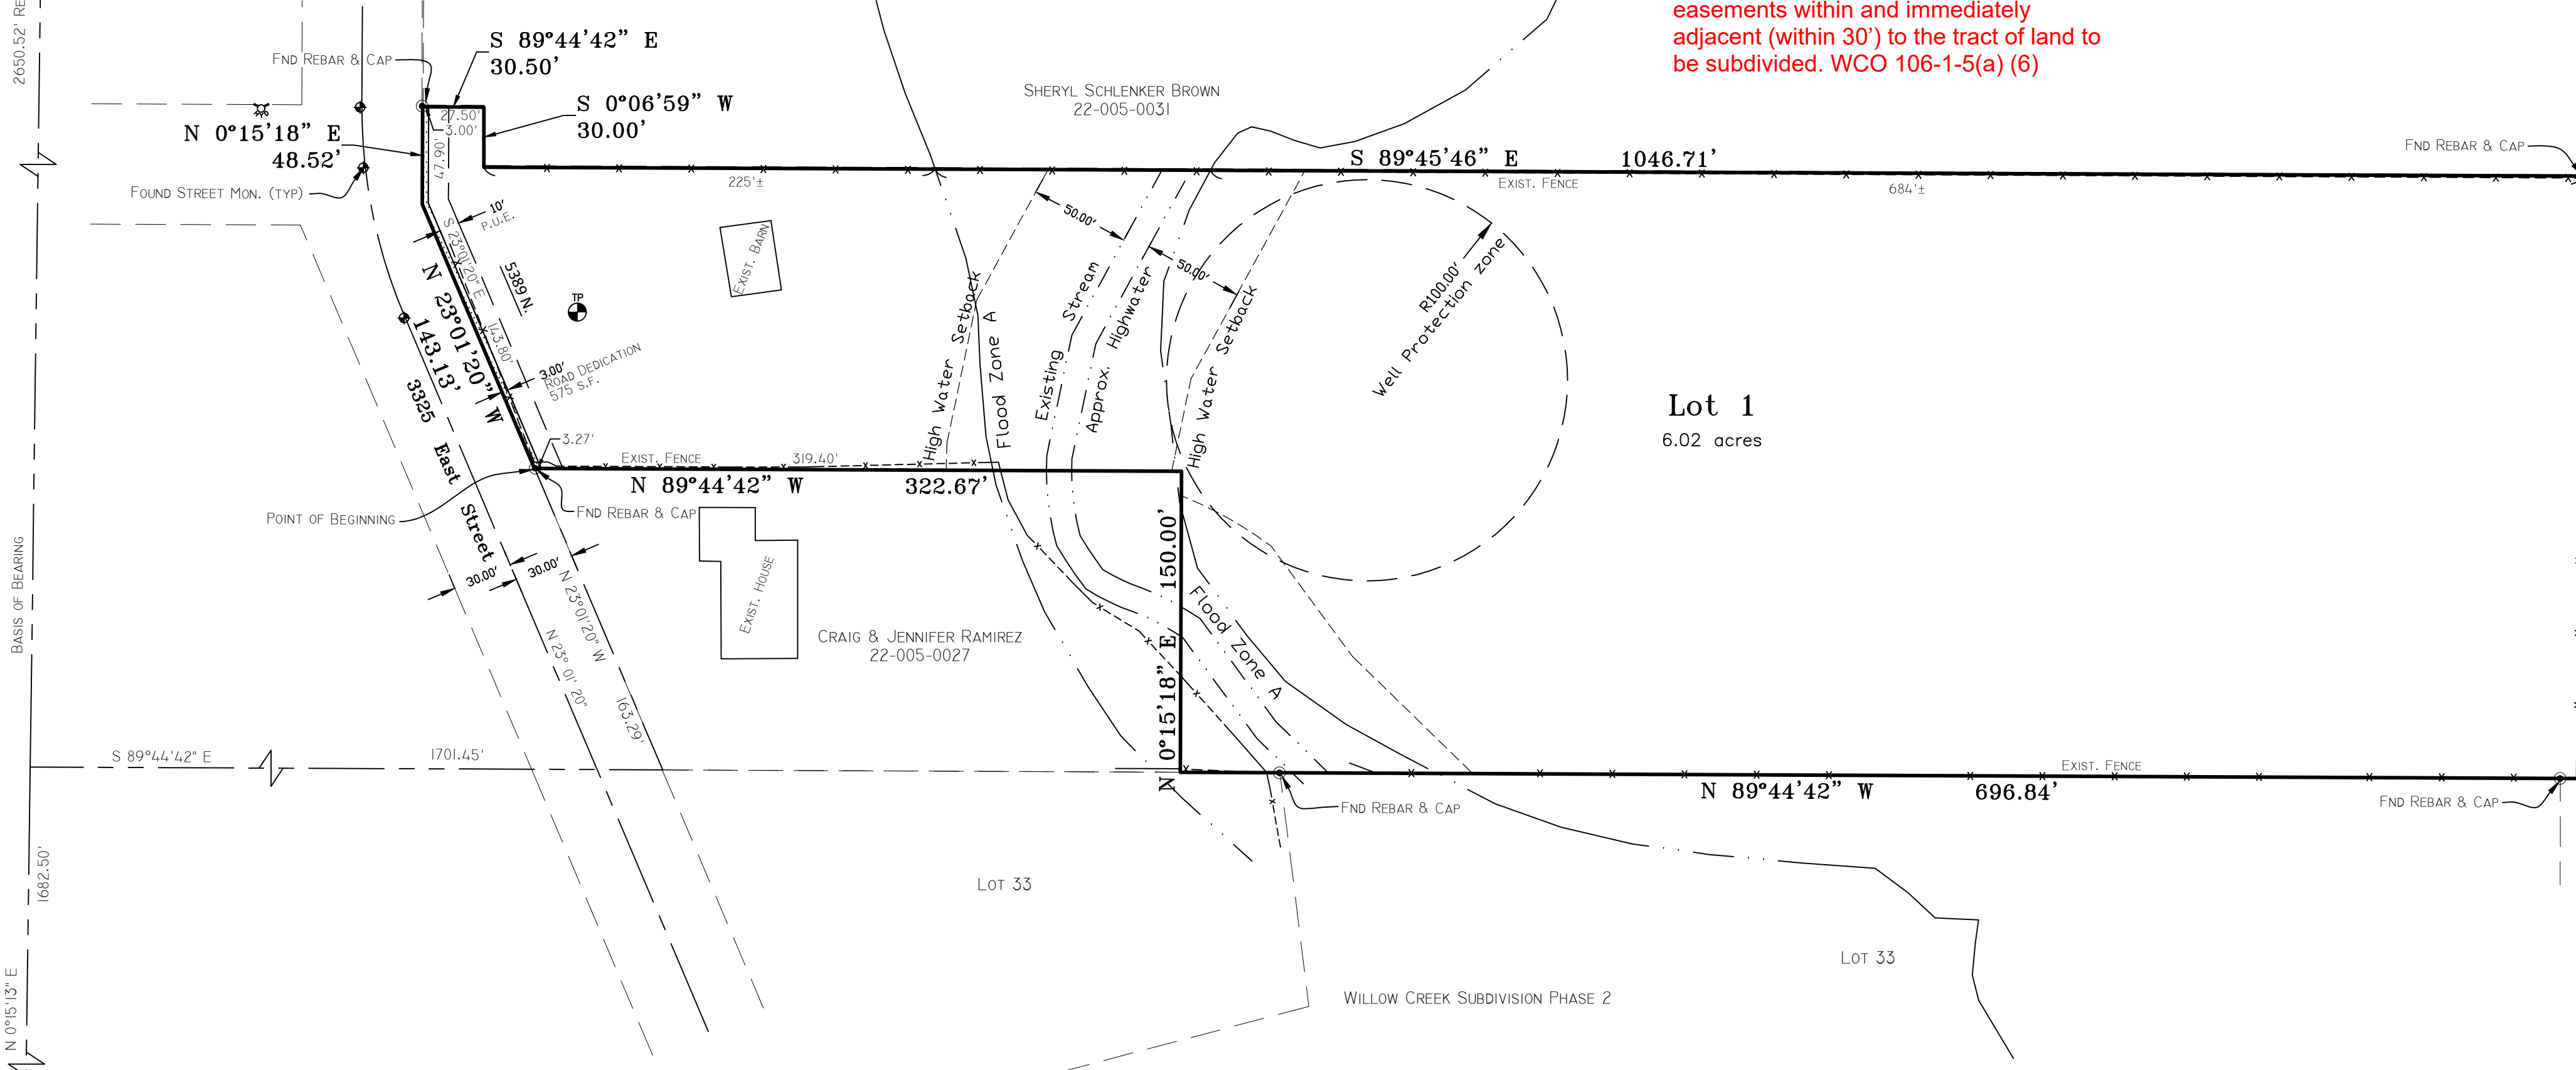 easements within and immediately
adjacent (within 30') to the tract of land to
be subdivided. WCO 106-1-5(a) (6)
2650.52'
S 89°44'42" E
30.50'
FND REBAR & CAP
S 0°06'59" W
30.00'
27.50'
3.00'
47.90'
N 0°15'18" E
48.52'
FOUND STREET MON. (TYP)
SHERYL SCHLENKER BROWN
22-005-0031
S 89°45'46" E 1046.71'
EXIST. FENCE
225'±
684'±
FND REBAR & CAP
10'
P.U.E.
S 23°01'20" E
143.80'
5389 N.
TP
EXIST. BARN
N 23°01'20" W
143.13'
3.00'
ROAD DEDICATION
575 S.F.
3325 East Street
50.00'
50.00'
High Water Setback
Flood Zone A
Existing Stream
Approx. Highwater
High Water Setback
R100.00'
Well Protection zone
Lot 1
6.02 acres
3.27'
EXIST. FENCE
319.40'
N 89°44'42" W 322.67'
POINT OF BEGINNING
FND REBAR & CAP
BASIS OF BEARING
30.00'
30.00'
N 23°01'20" W
163.29'
N 23° 01' 20"
EXIST. HOUSE
CRAIG & JENNIFER RAMIREZ
22-005-0027
N 0°15'18" E 150.00'
Flood Zone A
S 89°44'42" E
1701.45'
EXIST. FENCE
N 89°44'42" W 696.84'
FND REBAR & CAP
FND REBAR & CAP
1682.50'
N 0°15'13" E
LOT 33
LOT 33
WILLOW CREEK SUBDIVISION PHASE 2